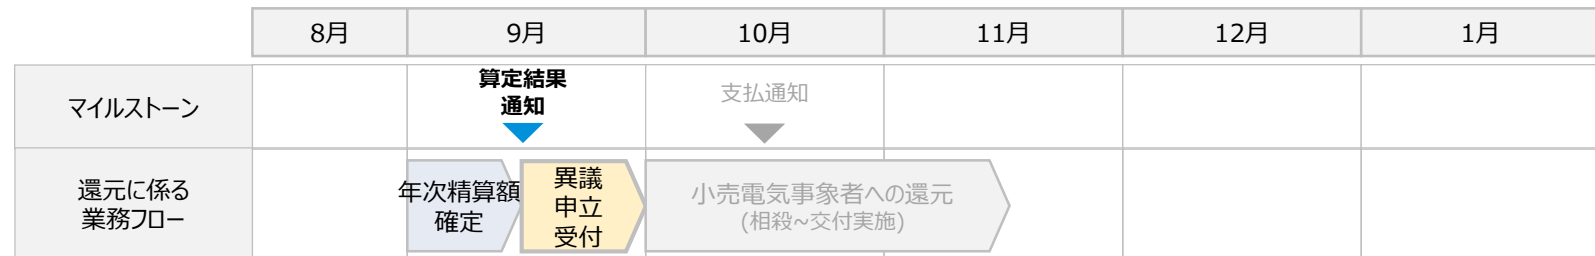 8月
9月
10月
11月
12月
1月
マイルストーン
算定結果
通知
支払通知
還元に係る
業務フロー
年次精算額
確定
異議
申立
受付
小売電気事象者への還元
(相殺~交付実施)